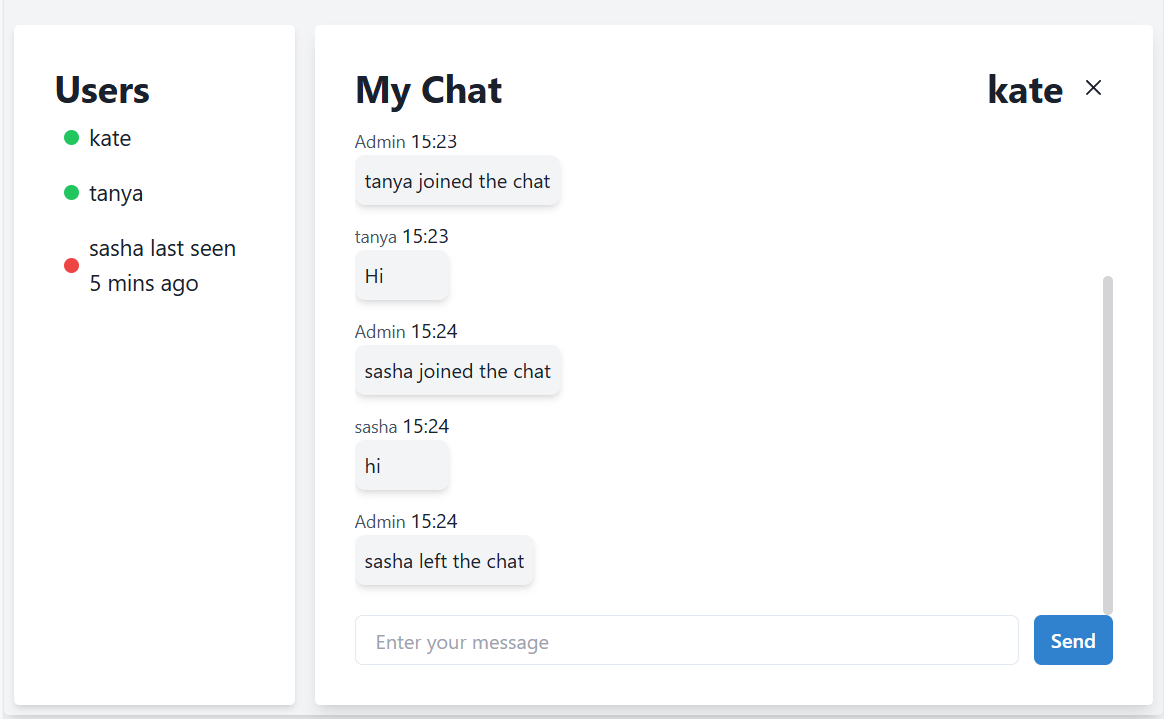 Users
kate
tanya
sasha last seen
5 mins ago
My Chat
kate
Admin 15:23
tanya joined the chat
tanya 15:23
Hi
Admin 15:24
sasha joined the chat
sasha 15:24
hi
Admin 15:24
sasha left the chat
Enter your message
Send